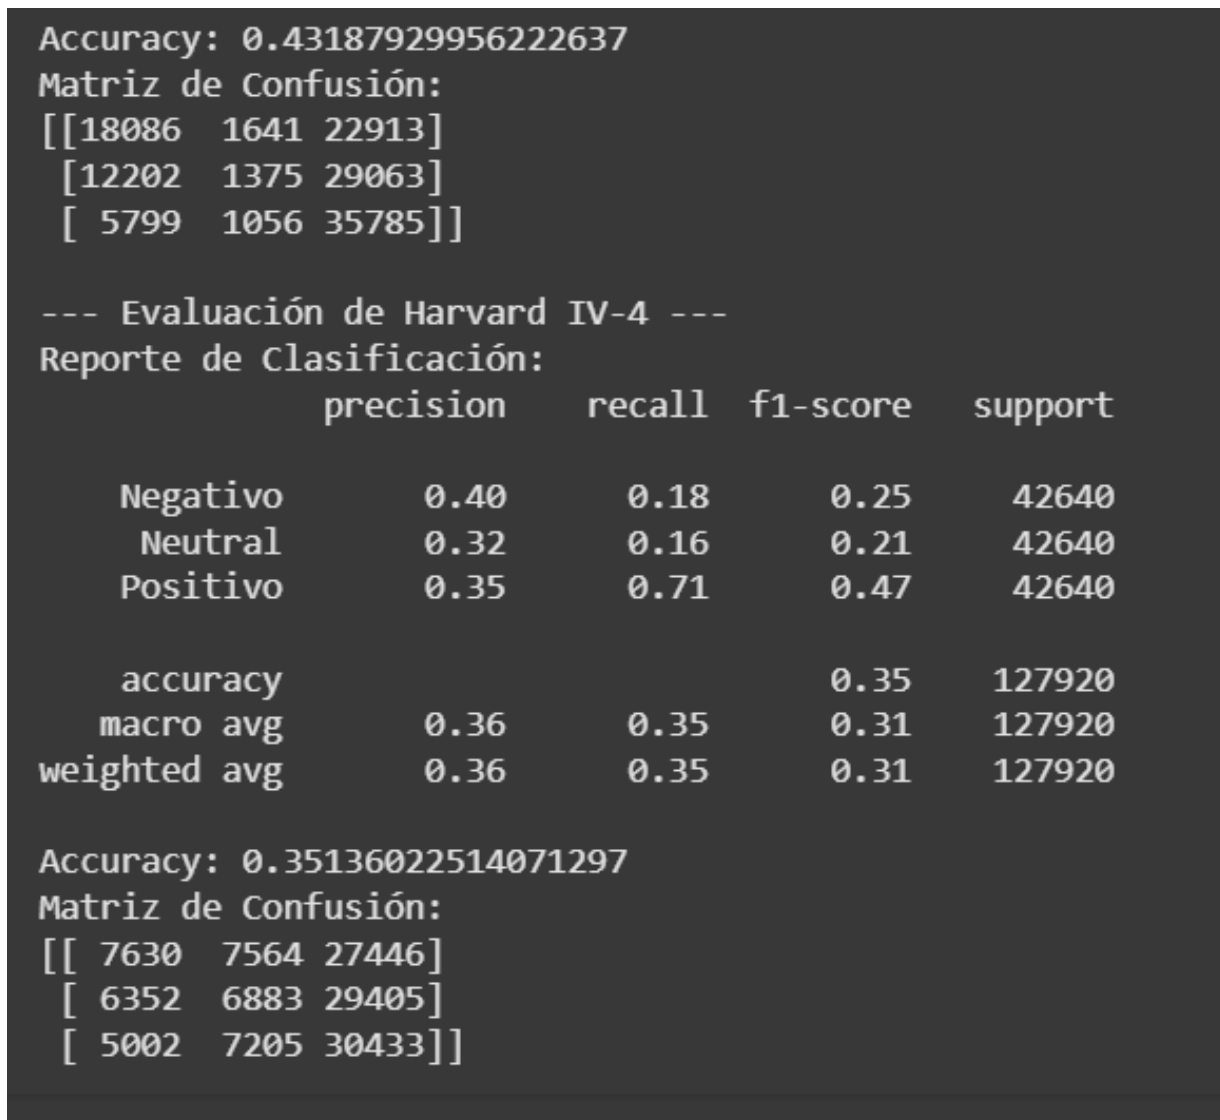 Accuracy: 0.43187929956222637
Matriz de Confusión:
[[18086  1641 22913]
 [12202  1375 29063]
 [ 5799  1056 35785]]

--- Evaluación de Harvard IV-4 ---
Reporte de Clasificación:
              precision    recall  f1-score   support

    Negativo       0.40      0.18      0.25     42640
     Neutral       0.32      0.16      0.21     42640
    Positivo       0.35      0.71      0.47     42640

    accuracy                           0.35    127920
   macro avg       0.36      0.35      0.31    127920
weighted avg       0.36      0.35      0.31    127920

Accuracy: 0.35136022514071297
Matriz de Confusión:
[[ 7630  7564 27446]
 [ 6352  6883 29405]
 [ 5002  7205 30433]]